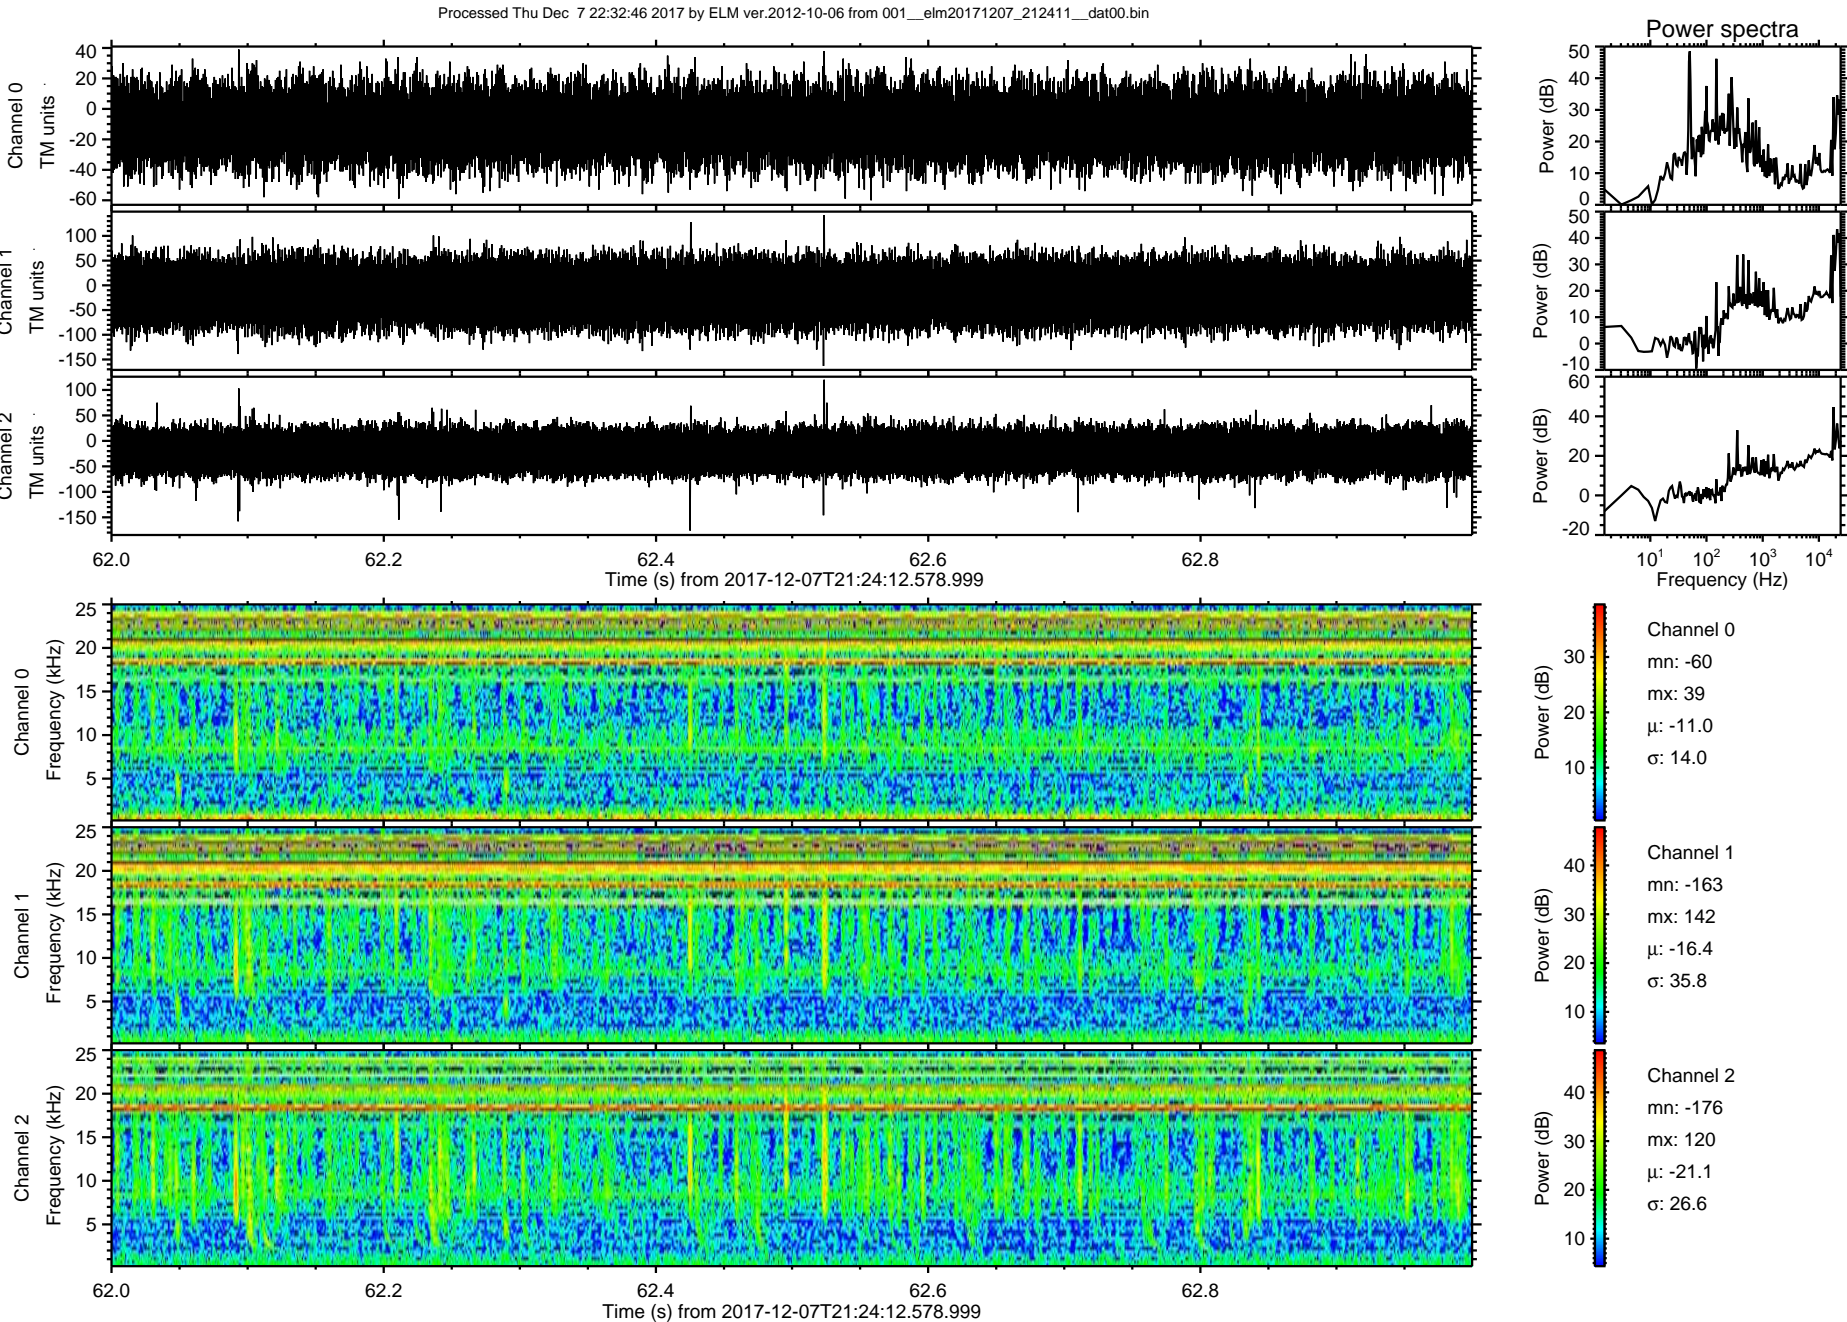 Processed Thu Dec  7 22:32:46 2017 by ELM ver.2012-10-06 from 001__elm20171207_212411__dat00.bin
Power spectra
Channel 0
TM units
40
20
0
-20
-40
-60
Power (dB)
50
40
30
20
10
0
Channel 1
TM units
100
50
0
-50
-100
-150
Power (dB)
50
40
30
20
10
0
-10
Channel 2
TM units
100
50
0
-50
-100
-150
Power (dB)
60
40
20
0
-20
62.0 62.2 62.4 62.6 62.8
Time (s) from 2017-12-07T21:24:12.578.999
10^1 10^2 10^3 10^4
Frequency (Hz)
Channel 0
Frequency (kHz)
25
20
15
10
5
Power (dB)
30
20
10
Channel 0
mn: -60
mx: 39
μ: -11.0
σ: 14.0
Channel 1
Frequency (kHz)
25
20
15
10
5
Power (dB)
40
30
20
10
Channel 1
mn: -163
mx: 142
μ: -16.4
σ: 35.8
Channel 2
Frequency (kHz)
25
20
15
10
5
Power (dB)
40
30
20
10
Channel 2
mn: -176
mx: 120
μ: -21.1
σ: 26.6
62.0 62.2 62.4 62.6 62.8
Time (s) from 2017-12-07T21:24:12.578.999